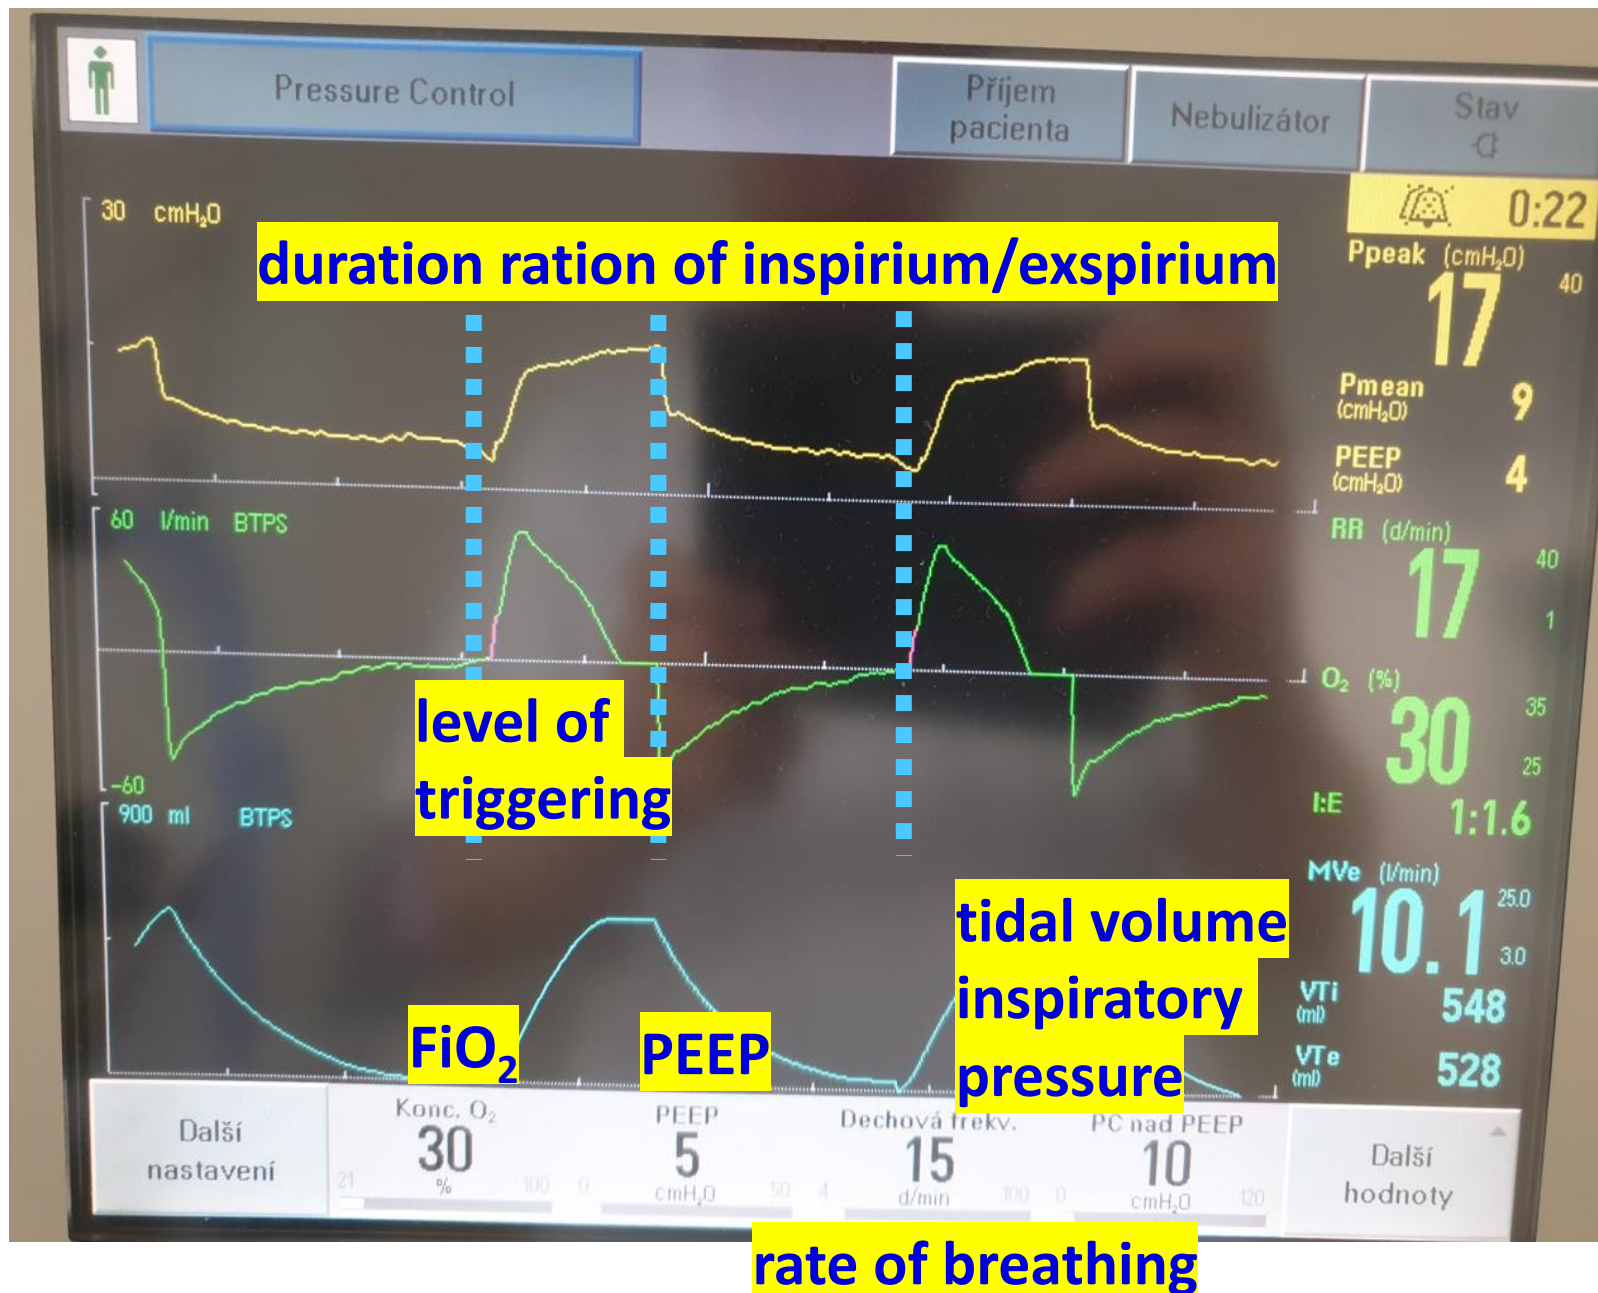 Pressure Control
Příjem
pacienta
Nebulizátor
Stav
30 cmH₂O
duration ration of inspirium/exspirium
0:22
Ppeak (cmH₂O)
17 40
Pmean
(cmH₂O) 9
PEEP
(cmH₂O) 4
60 l/min BTPS
RR (d/min)
17 40
1
O₂ (%)
30 35
25
level of
triggering
-60
I:E 1:1.6
900 ml BTPS
MVe (l/min)
10.1 25.0
3.0
tidal volume
inspiratory
pressure
VTi
(ml) 548
VTe
(ml) 528
FiO₂
PEEP
Další
nastavení
Konc. O₂
30
21 % 100
PEEP
5
0 cmH₂O 50
Dechová frekv.
15
4 d/min 100
PC nad PEEP
10
0 cmH₂O 120
Další
hodnoty
rate of breathing